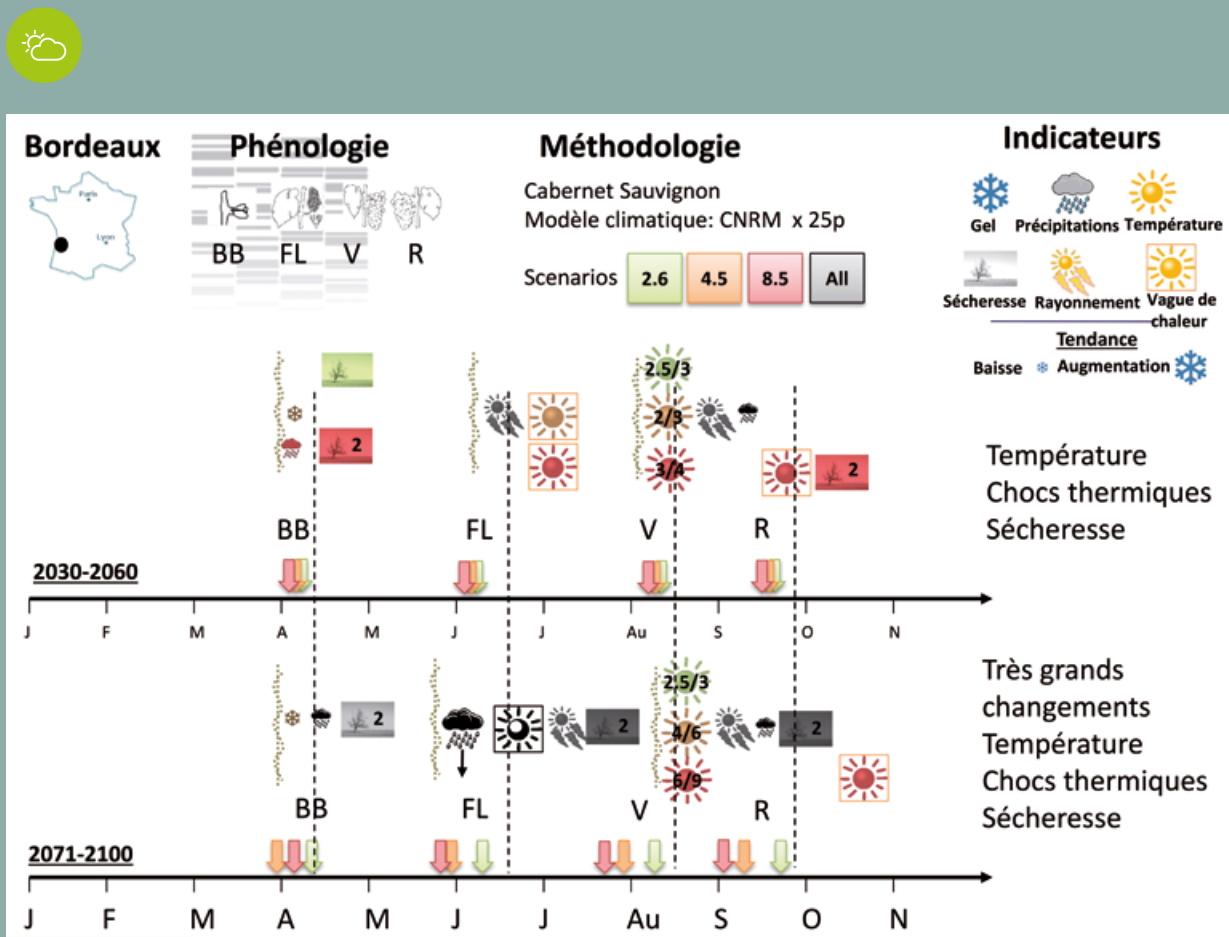 Bordeaux
Paris
Lyon
Phénologie
BB FL V R
Méthodologie
Cabernet Sauvignon
Modèle climatique: CNRM x 25p
Scenarios 2.6 4.5 8.5 All
Indicateurs
Gel Précipitations Température
Sécheresse Rayonnement Vague de
chaleur
Tendance
Baisse Augmentation
2.5/3
2/3
2
3/4
2
BB FL V R
Température
Chocs thermiques
Sécheresse
2030-2060
J F M A M J J Au S O N
2.5/3
2 2 4/6 2
6/9
BB FL V R
Très grands
changements
Température
Chocs thermiques
Sécheresse
2071-2100
J F M A M J J Au S O N